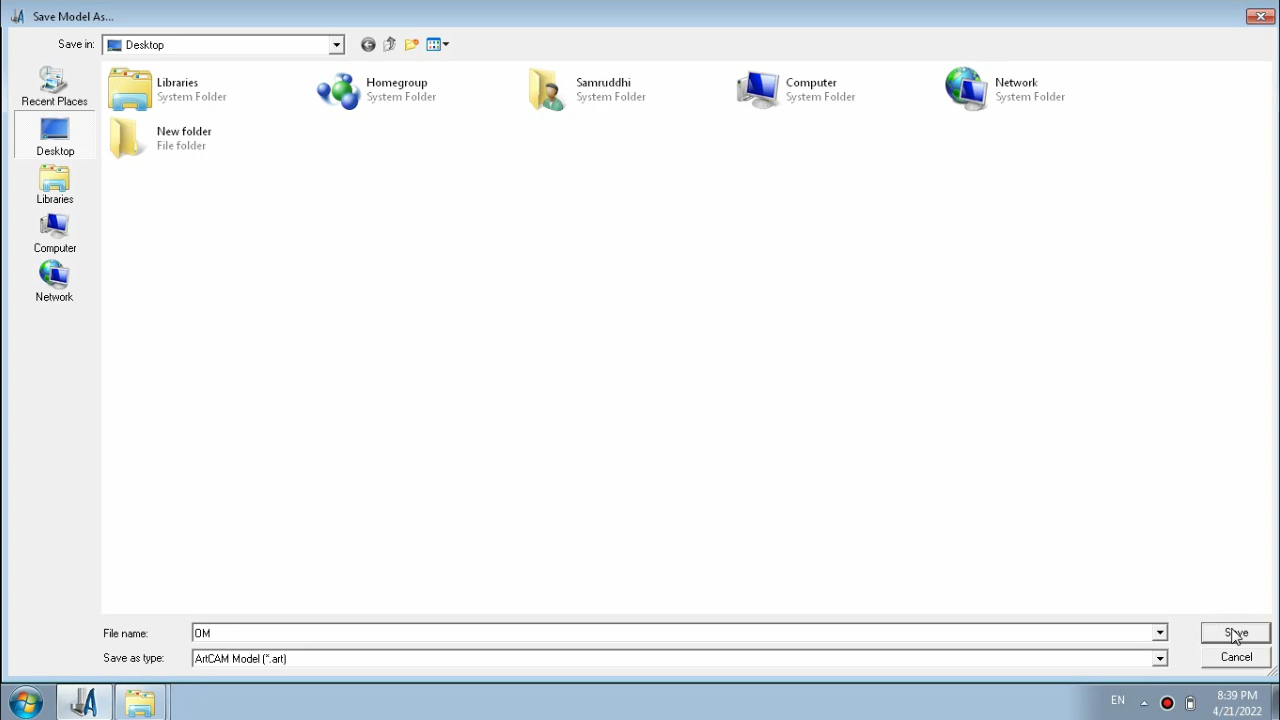 Save Model As...
Save in:
Desktop
Recent Places
Desktop
Libraries
Computer
Network
Libraries
System Folder
Homegroup
System Folder
Samruddhi
System Folder
Computer
System Folder
Network
System Folder
New folder
File folder
File name:
OM
Save
Save as type:
ArtCAM Model (*.art)
Cancel
EN
8:39 PM
4/21/2022